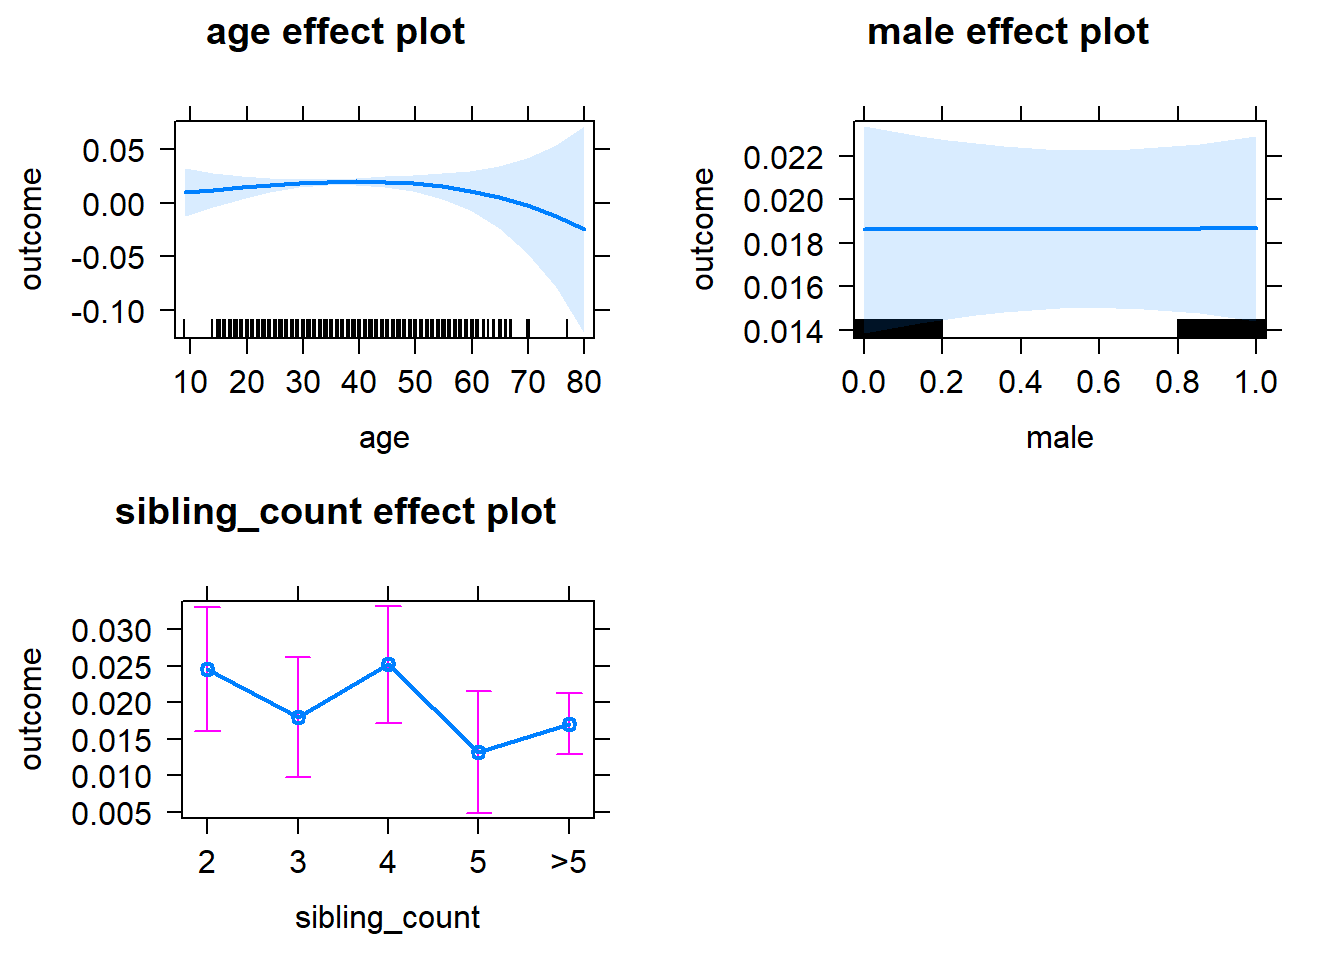 age effect plot
outcome
0.05
0.00
-0.05
-0.10
10 20 30 40 50 60 70 80
age
male effect plot
outcome
0.022
0.020
0.018
0.016
0.014
0.0 0.2 0.4 0.6 0.8 1.0
male
sibling_count effect plot
outcome
0.030
0.025
0.020
0.015
0.010
0.005
2 3 4 5 >5
sibling_count